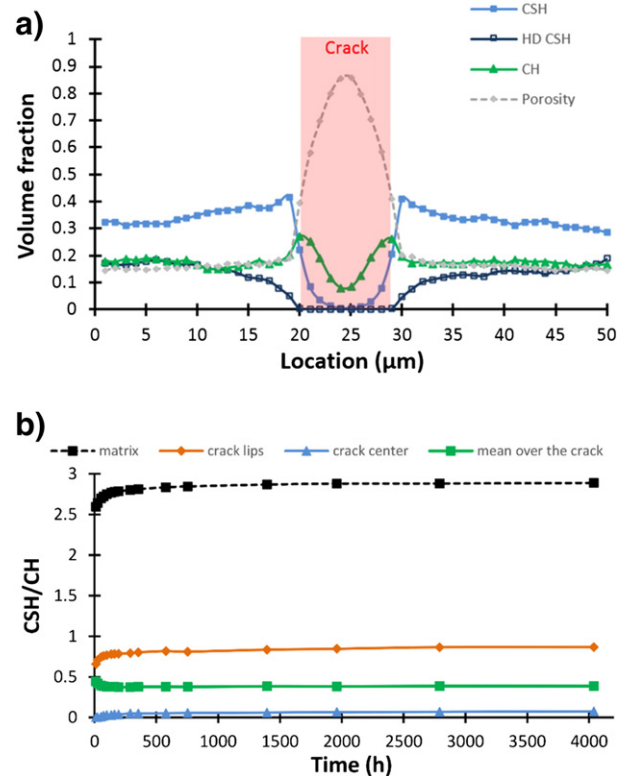 a)
CSH
HD CSH
CH
Porosity
Crack
Volume fraction
1
0.9
0.8
0.7
0.6
0.5
0.4
0.3
0.2
0.1
0
0 5 10 15 20 25 30 35 40 45 50
Location (µm)
b)
matrix crack lips crack center mean over the crack
CSH/CH
3
2.5
2
1.5
1
0.5
0
0 500 1000 1500 2000 2500 3000 3500 4000
Time (h)